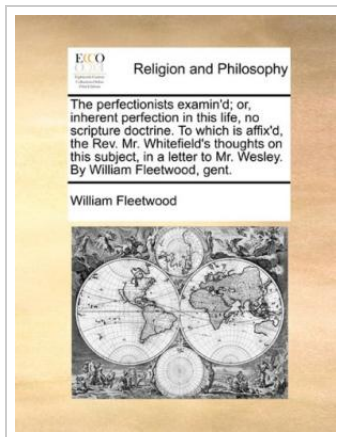 ECCO
Religion and Philosophy
The perfectionists examin'd; or,
inherent perfection in this life, no
scripture doctrine. To which is affix'd,
the Rev. Mr. Whitefield's thoughts on
this subject, in a letter to Mr. Wesley.
By William Fleetwood, gent.
William Fleetwood